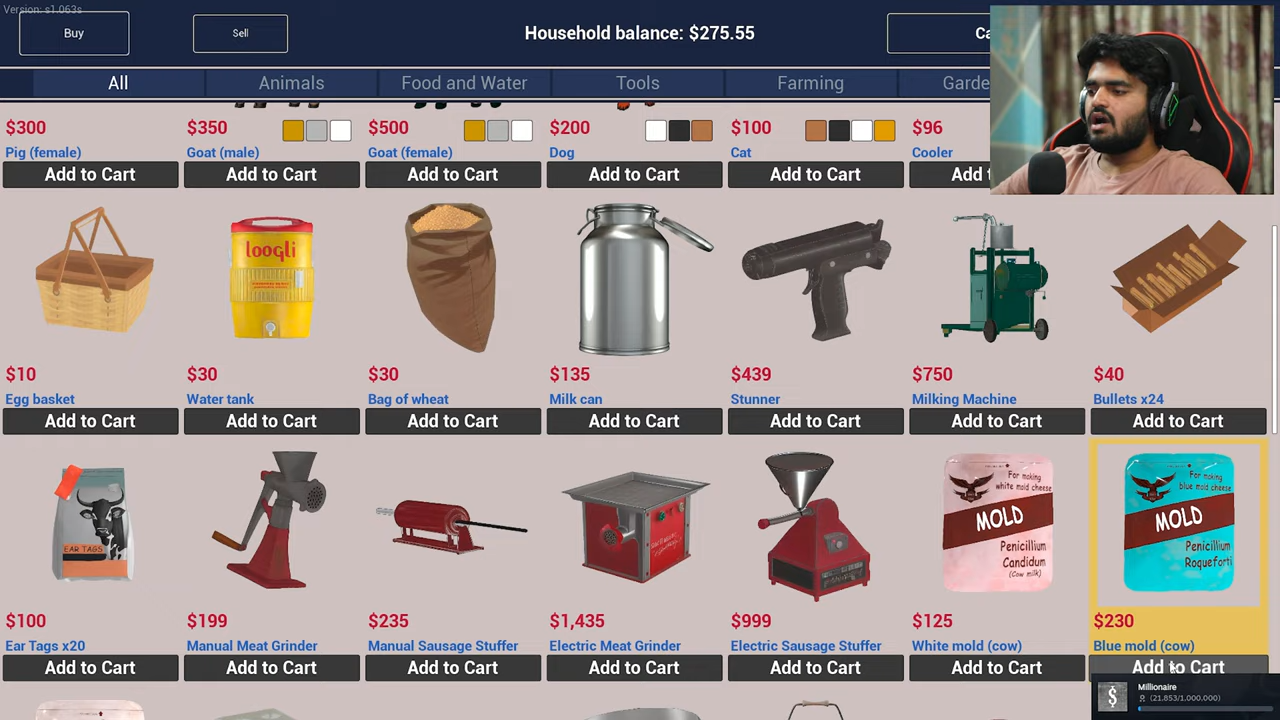 Version: s1.063s
Buy
Sell
Household balance: $275.55
Ca
All
Animals
Food and Water
Tools
Farming
Garde
$300
$350
$500
$200
$100
$96
Pig (female)
Goat (male)
Goat (female)
Dog
Cat
Cooler
Add to Cart
Add to Cart
Add to Cart
Add to Cart
Add to Cart
Add t
loogli
$10
$30
$30
$135
$439
$750
$40
Egg basket
Water tank
Bag of wheat
Milk can
Stunner
Milking Machine
Bullets x24
Add to Cart
Add to Cart
Add to Cart
Add to Cart
Add to Cart
Add to Cart
Add to Cart
EAR TAGS
For making
white mold cheese
MOLD
Penicillium
Candidum
(Cow milk)
For making
blue mold cheese
MOLD
Penicillium
Roqueforti
$100
$199
$235
$1,435
$999
$125
$230
Ear Tags x20
Manual Meat Grinder
Manual Sausage Stuffer
Electric Meat Grinder
Electric Sausage Stuffer
White mold (cow)
Blue mold (cow)
Add to Cart
Add to Cart
Add to Cart
Add to Cart
Add to Cart
Add to Cart
Add to Cart
Millionaire
(21,853/1,000,000)